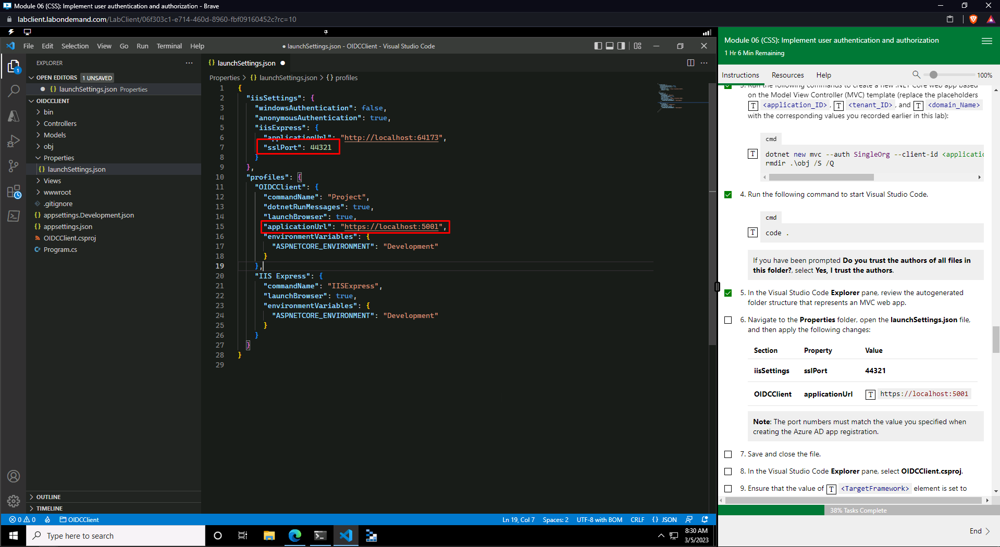 Module 06 (CSS): Implement user authentication and authorization - Brave
labclient.labondemand.com/LabClient/06f303c1-e714-460d-8960-fbf09160452c?rc=10
File Edit Selection View Go Run Terminal Help
● launchSettings.json - OIDCClient - Visual Studio Code
EXPLORER
OPEN EDITORS 1 UNSAVED
launchSettings.json Properties
OIDCCLIENT
bin
Controllers
Models
obj
Properties
launchSettings.json
Views
wwwroot
.gitignore
appsettings.Development.json
appsettings.json
OIDCClient.csproj
Program.cs
OUTLINE
TIMELINE
1
launchSettings.json
Properties > {} launchSettings.json > {} profiles
1 {
2 "iisSettings": {
3 "windowsAuthentication": false,
4 "anonymousAuthentication": true,
5 "iisExpress": {
6 "applicationUrl": "http://localhost:64173",
7 "sslPort": 44321
8 }
9 },
10 "profiles": {
11 "OIDCClient": {
12 "commandName": "Project",
13 "dotnetRunMessages": true,
14 "launchBrowser": true,
15 "applicationUrl": "https://localhost:5001",
16 "environmentVariables": {
17 "ASPNETCORE_ENVIRONMENT": "Development"
18 }
19 },
20 "IIS Express": {
21 "commandName": "IISExpress",
22 "launchBrowser": true,
23 "environmentVariables": {
24 "ASPNETCORE_ENVIRONMENT": "Development"
25 }
26 }
27 }
28 }
29
0 0 OIDCClient Ln 19, Col 7 Spaces: 2 UTF-8 with BOM CRLF {} JSON
Type here to search
8:30 AM
3/5/2023
Module 06 (CSS): Implement user authentication and authorization
1 Hr 6 Min Remaining
Instructions Resources Help 100%
3. Run the following commands to create a new .NET Core web app based
on the Model View Controller (MVC) template (replace the placeholders
T <application_ID> , T <tenant_ID> , and T <domain_Name>
with the corresponding values you recorded earlier in this lab):
cmd
T dotnet new mvc --auth SingleOrg --client-id <applicatio
rmdir .\obj /S /Q
4. Run the following command to start Visual Studio Code.
cmd
T code .
If you have been prompted Do you trust the authors of all files in
this folder?, select Yes, I trust the authors.
5. In the Visual Studio Code Explorer pane, review the autogenerated
folder structure that represents an MVC web app.
6. Navigate to the Properties folder, open the launchSettings.json file,
and then apply the following changes:
Section Property Value
iisSettings sslPort 44321
OIDCClient applicationUrl T https://localhost:5001
Note: The port numbers must match the value you specified when
creating the Azure AD app registration.
7. Save and close the file.
8. In the Visual Studio Code Explorer pane, select OIDCClient.csproj.
9. Ensure that the value of T <TargetFramework> element is set to
38% Tasks Complete
End >